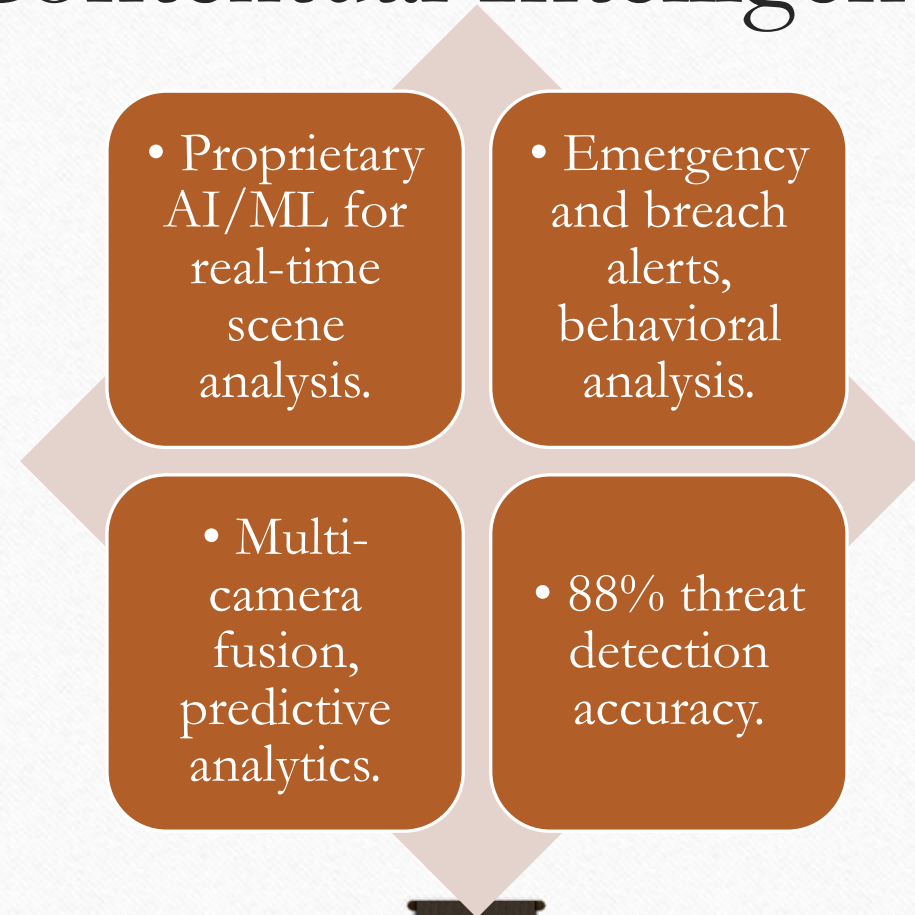 • Proprietary
AI/ML for
real-time
scene
analysis.
• Emergency
and breach
alerts,
behavioral
analysis.
• Multi-
camera
fusion,
predictive
analytics.
• 88% threat
detection
accuracy.